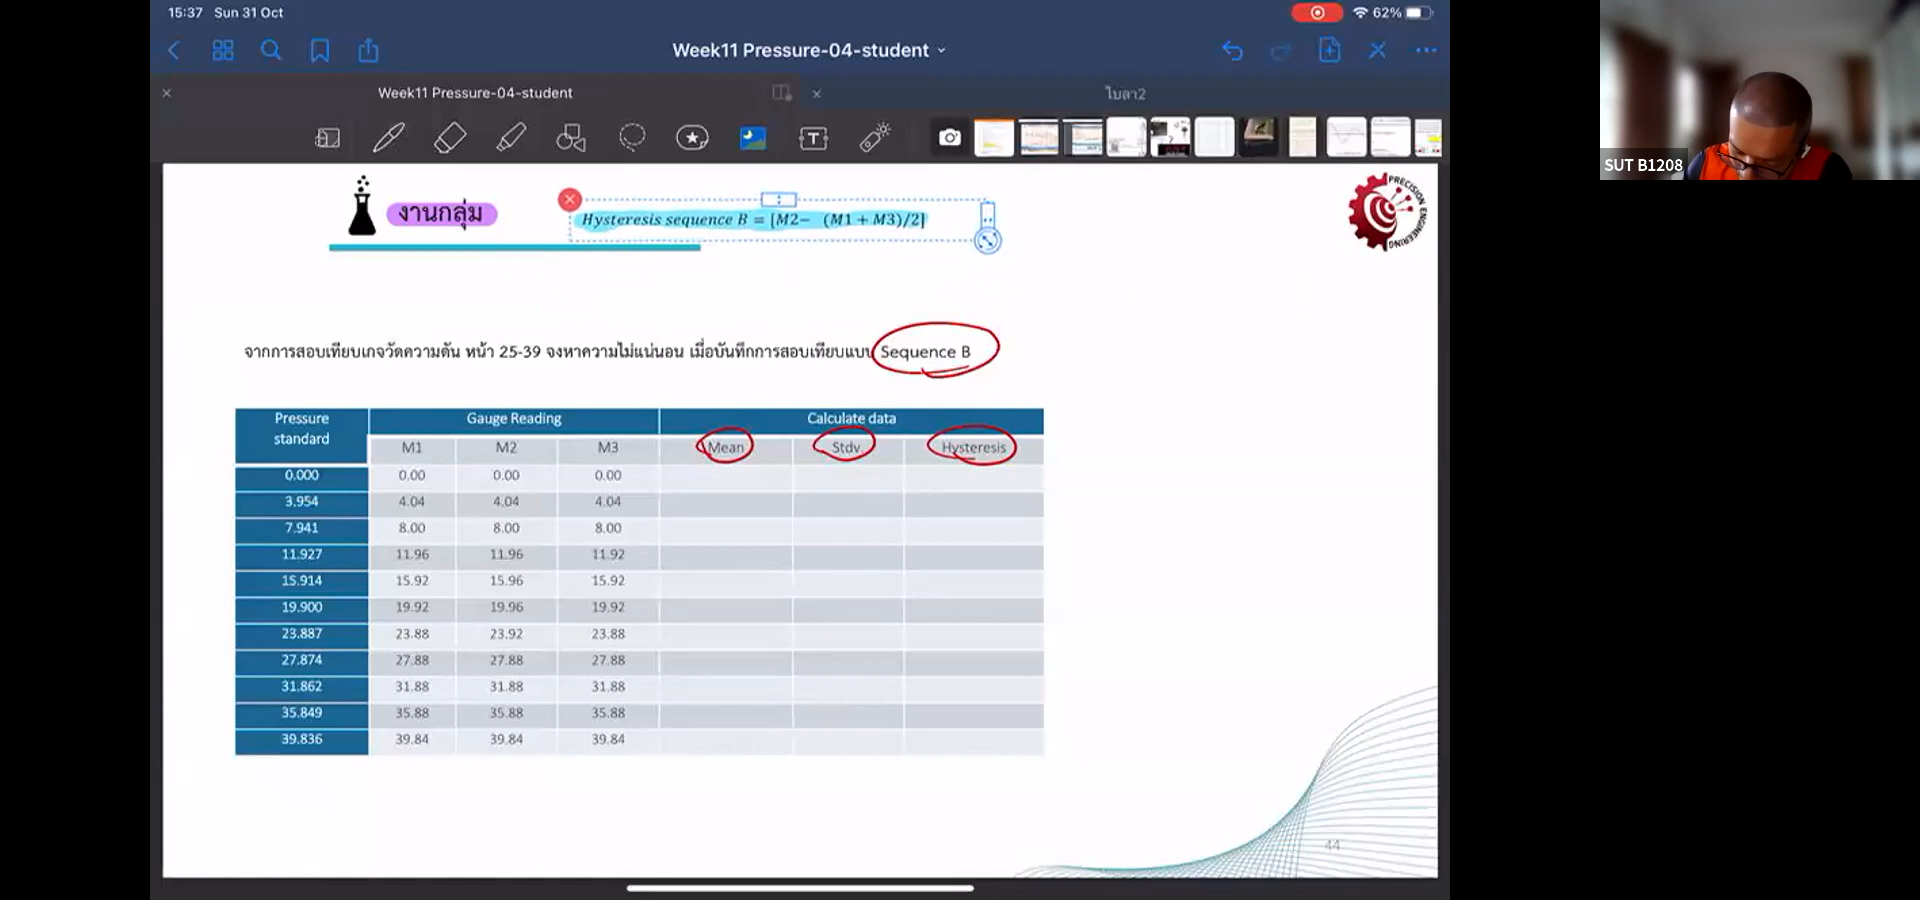 15:37 Sun 31 Oct
62%
Week11 Pressure-04-student
Week11 Pressure-04-student
ใบลา2
งานกลุ่ม
Hysteresis sequence B = [M2− (M1 + M3)/2]
PRECISION ENGINEERING
จากการสอบเทียบเกจวัดความดัน หน้า 25-39 จงหาความไม่แน่นอน เมื่อบันทึกการสอบเทียบแบบ Sequence B
Pressure standard Gauge Reading Calculate data
M1 M2 M3 Mean Stdv Hysteresis
0.000 0.00 0.00 0.00
3.954 4.04 4.04 4.04
7.941 8.00 8.00 8.00
11.927 11.96 11.96 11.92
15.914 15.92 15.96 15.92
19.900 19.92 19.96 19.92
23.887 23.88 23.92 23.88
27.874 27.88 27.88 27.88
31.862 31.88 31.88 31.88
35.849 35.88 35.88 35.88
39.836 39.84 39.84 39.84
44
SUT B1208